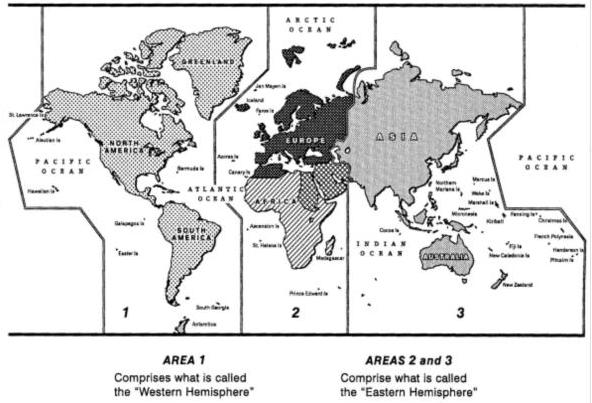 ARCTIC
OCEAN
GREENLAND
Jan Mayen Is
Iceland
Faroe Is
St. Lawrence Is
Aleutian Is
NORTH
AMERICA
EUROPE
ASIA
PACIFIC
OCEAN
Bermuda Is
Azores Is
Canary Is
PACIFIC
OCEAN
Hawaiian Is
ATLANTIC
OCEAN
AFRICA
Northern
Mariana Is
Marcus Is
Wake Is
Marshall Is
Micronesia
Kiribati
Fanning Is
Christmas Is
French Polynesia
Galapagos Is
SOUTH
AMERICA
Ascension Is
Cocos Is
St. Helena Is
INDIAN
OCEAN
Easter Is
Madagascar
AUSTRALIA
Fiji Is
New Caledonia Is
Henderson Is
Pitcairn Is
New Zealand
Prince Edward Is
South Georgia
Antarctica
1
2
3
AREA 1
Comprises what is called
the "Western Hemisphere"
AREAS 2 and 3
Comprise what is called
the "Eastern Hemisphere"